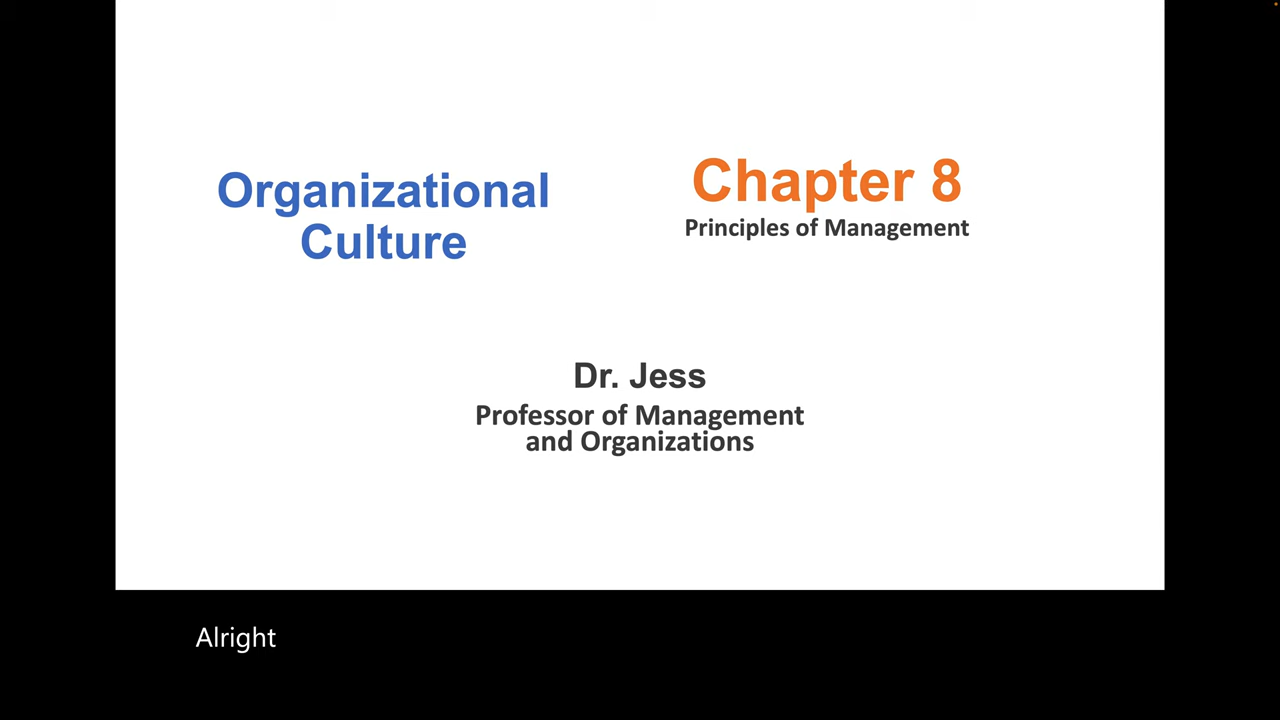 Organizational
Culture
Chapter 8
Principles of Management
Dr. Jess
Professor of Management
and Organizations
Alright